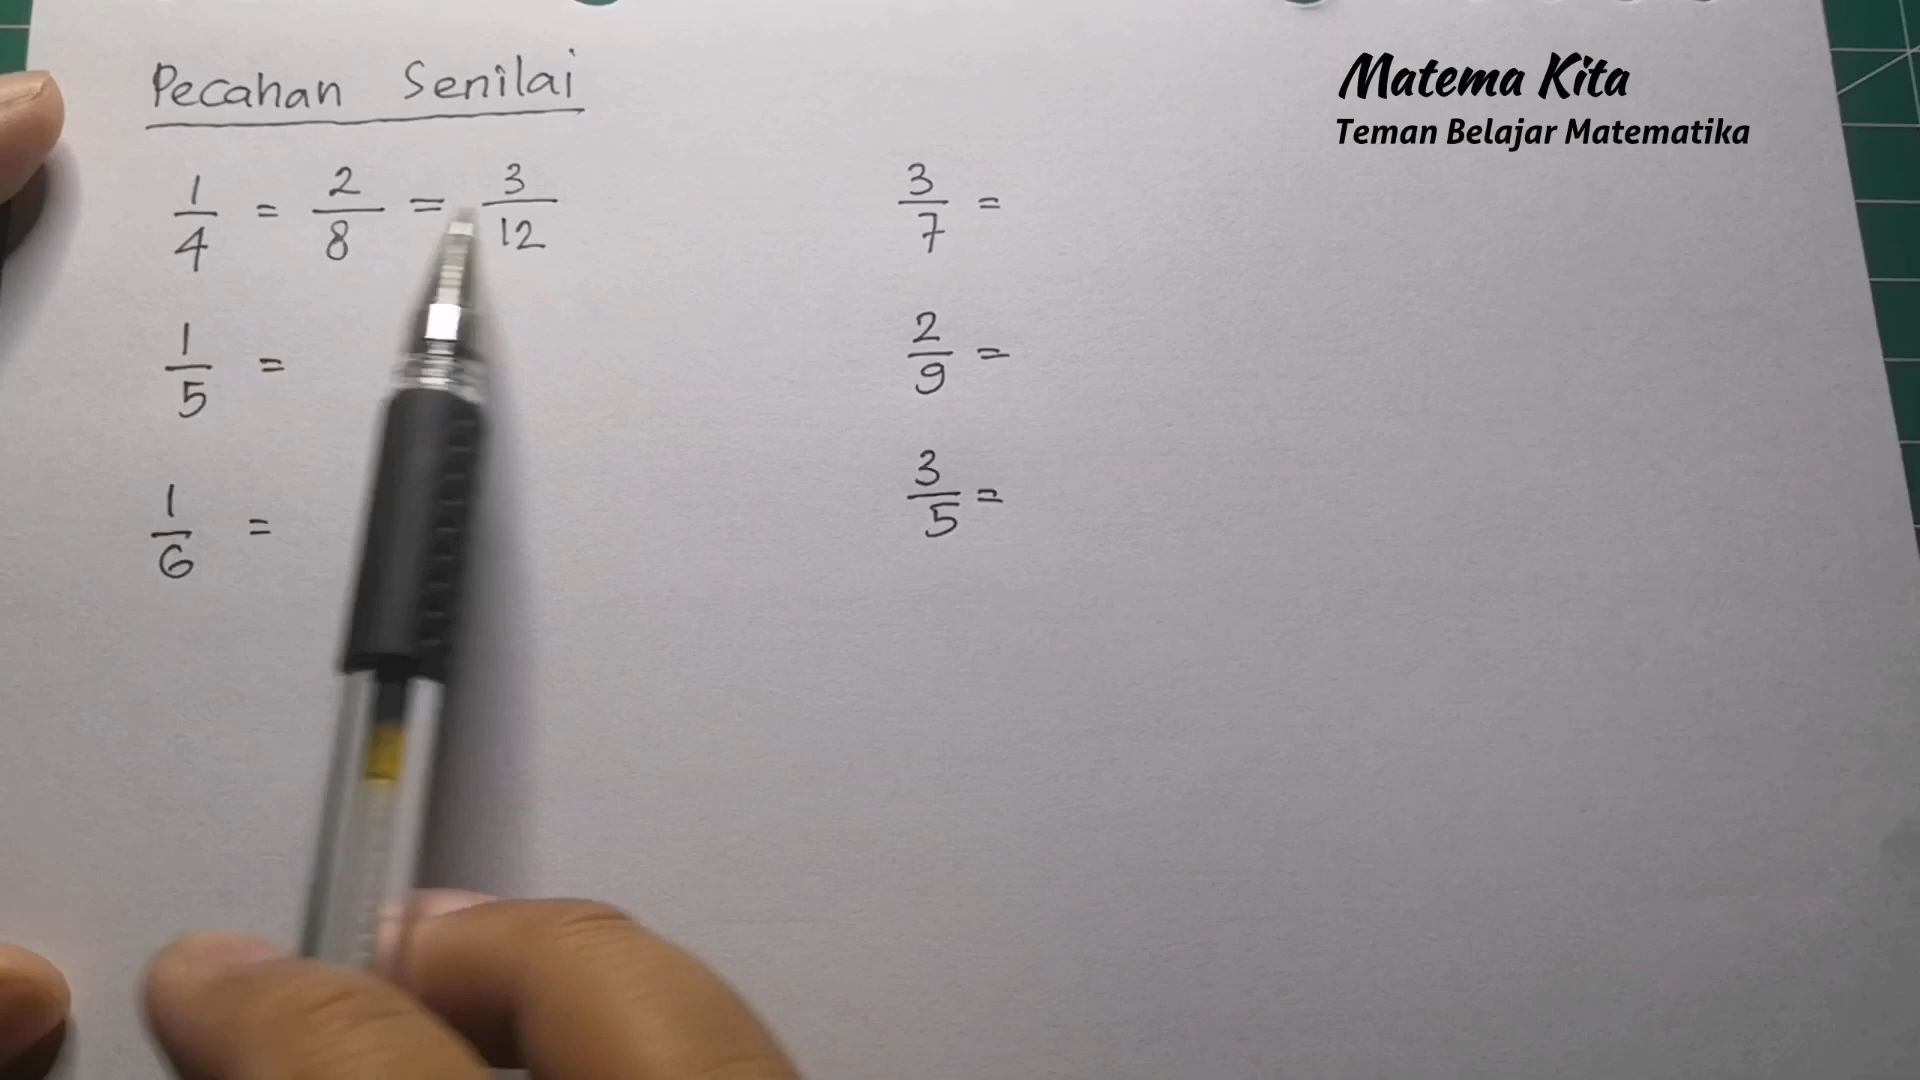 Pecahan Senilai
1/4 = 2/8 = 3/12
1/5 =
1/6 =
3/7 =
2/9 =
3/5 =
Matema Kita
Teman Belajar Matematika